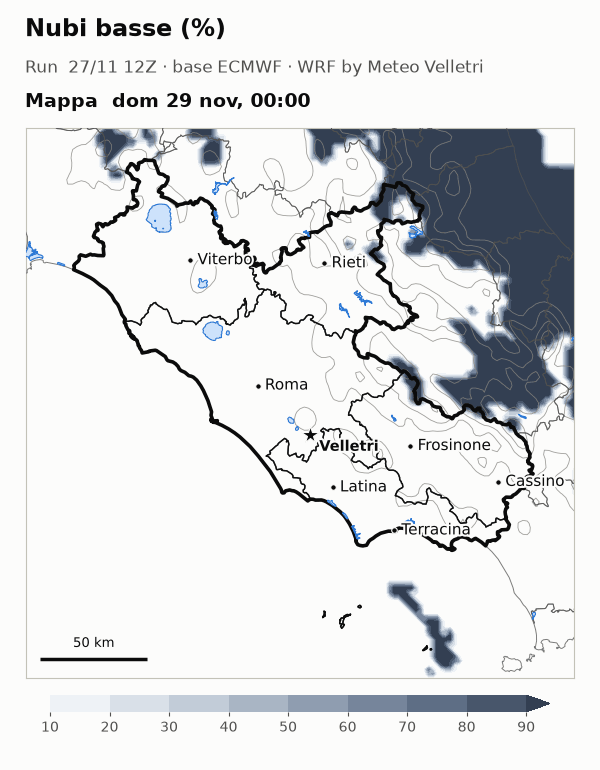 Nubi basse (%)
Run  27/11 12Z · base ECMWF · WRF by Meteo Velletri
Mappa  dom 29 nov, 00:00
Viterbo
Rieti
Roma
Velletri
Frosinone
Latina
Cassino
Terracina
50 km
10 20 30 40 50 60 70 80 90